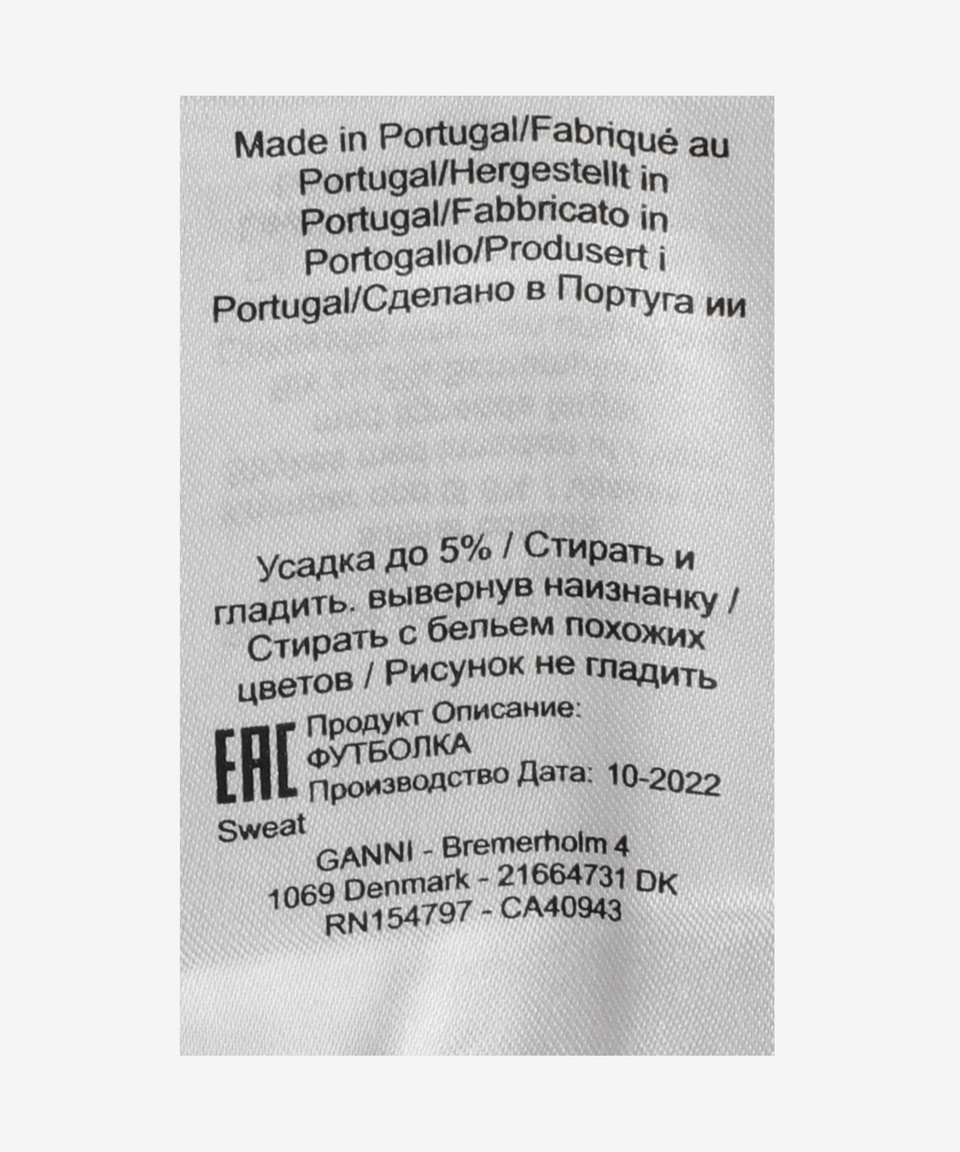 Made in Portugal/Fabriqué au
Portugal/Hergestellt in
Portugal/Fabbricato in
Portogallo/Produsert i
Portugal/Сделано в Португа ии
Усадка до 5% / Стирать и
гладить. вывернув наизнанку /
Стирать с бельем похожих
цветов / Рисунок не гладить
EAC Продукт Описание:
ФУТБОЛКА
Производство Дата: 10-2022
Sweat
GANNI - Bremerholm 4
1069 Denmark - 21664731 DK
RN154797 - CA40943